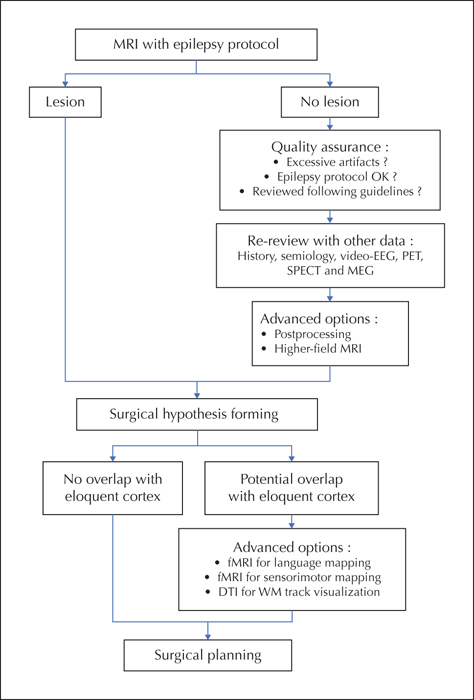 MRI with epilepsy protocol
Lesion
No lesion
Quality assurance :
• Excessive artifacts ?
• Epilepsy protocol OK ?
• Reviewed following guidelines ?
Re-review with other data :
History, semiology, video-EEG, PET,
SPECT and MEG
Advanced options :
• Postprocessing
• Higher-field MRI
Surgical hypothesis forming
No overlap with
eloquent cortex
Potential overlap
with eloquent cortex
Advanced options :
• fMRI for language mapping
• fMRI for sensorimotor mapping
• DTI for WM track visualization
Surgical planning